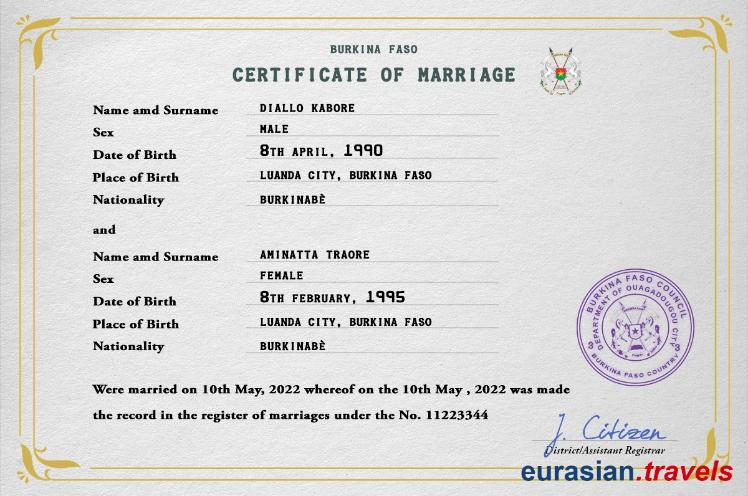 BURKINA FASO
CERTIFICATE OF MARRIAGE
Name amd Surname DIALLO KABORE
Sex MALE
Date of Birth 8TH APRIL, 1990
Place of Birth LUANDA CITY, BURKINA FASO
Nationality BURKINABÈ
and
Name amd Surname AMINATTA TRAORE
Sex FEMALE
Date of Birth 8TH FEBRUARY, 1995
Place of Birth LUANDA CITY, BURKINA FASO
Nationality BURKINABÈ
BURKINA FASO COUNCIL
DEPARTMENT OF OUAGADOUGOU CITY
3 3
BURKINA FASO COUNTRY
Were married on 10th May, 2022 whereof on the 10th May , 2022 was made
the record in the register of marriages under the No. 11223344
J. Citizen
District/Assistant Registrar
eurasian.travels